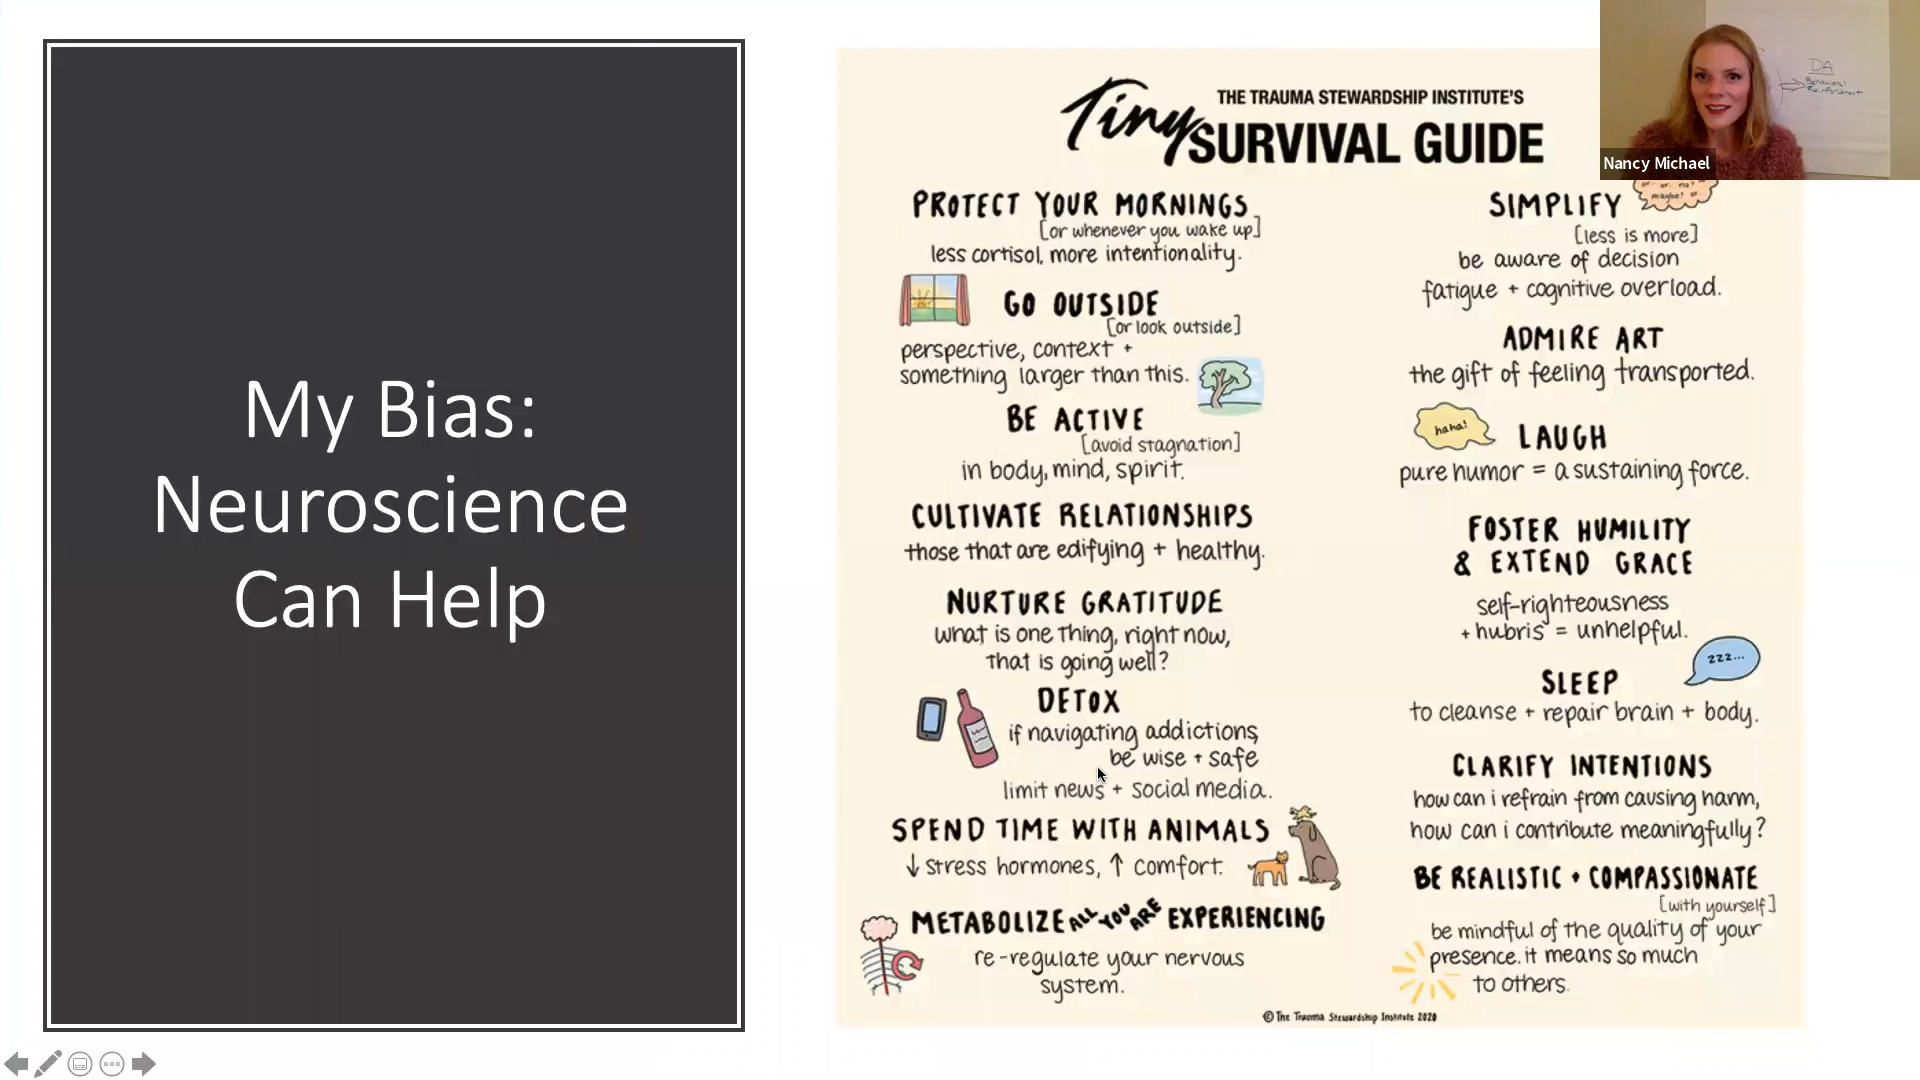 My Bias:
Neuroscience
Can Help
THE TRAUMA STEWARDSHIP INSTITUTE'S
Tiny SURVIVAL GUIDE
PROTECT YOUR MORNINGS
[or whenever you wake up]
less cortisol, more intentionality.
GO OUTSIDE
[or look outside]
perspective, context +
something larger than this.
BE ACTIVE
[avoid stagnation]
in body, mind, spirit.
CULTIVATE RELATIONSHIPS
those that are edifying + healthy.
NURTURE GRATITUDE
what is one thing, right now,
that is going well?
DETOX
if navigating addictions,
be wise + safe
limit news + social media.
SPEND TIME WITH ANIMALS
↓ stress hormones, ↑ comfort.
METABOLIZE ALL YOU ARE EXPERIENCING
re-regulate your nervous
system.
maybe? or
SIMPLIFY
[less is more]
be aware of decision
fatigue + cognitive overload.
ADMIRE ART
the gift of feeling transported.
haha!
LAUGH
pure humor = a sustaining force.
FOSTER HUMILITY
& EXTEND GRACE
self-righteousness
+ hubris = unhelpful.
zzz...
SLEEP
to cleanse + repair brain + body.
CLARIFY INTENTIONS
how can i refrain from causing harm,
how can i contribute meaningfully?
BE REALISTIC + COMPASSIONATE
[with yourself]
be mindful of the quality of your
presence. it means so much
to others.
© The Trauma Stewardship Institute 2020
DA
Behavioral
Reinforcement
Nancy Michael